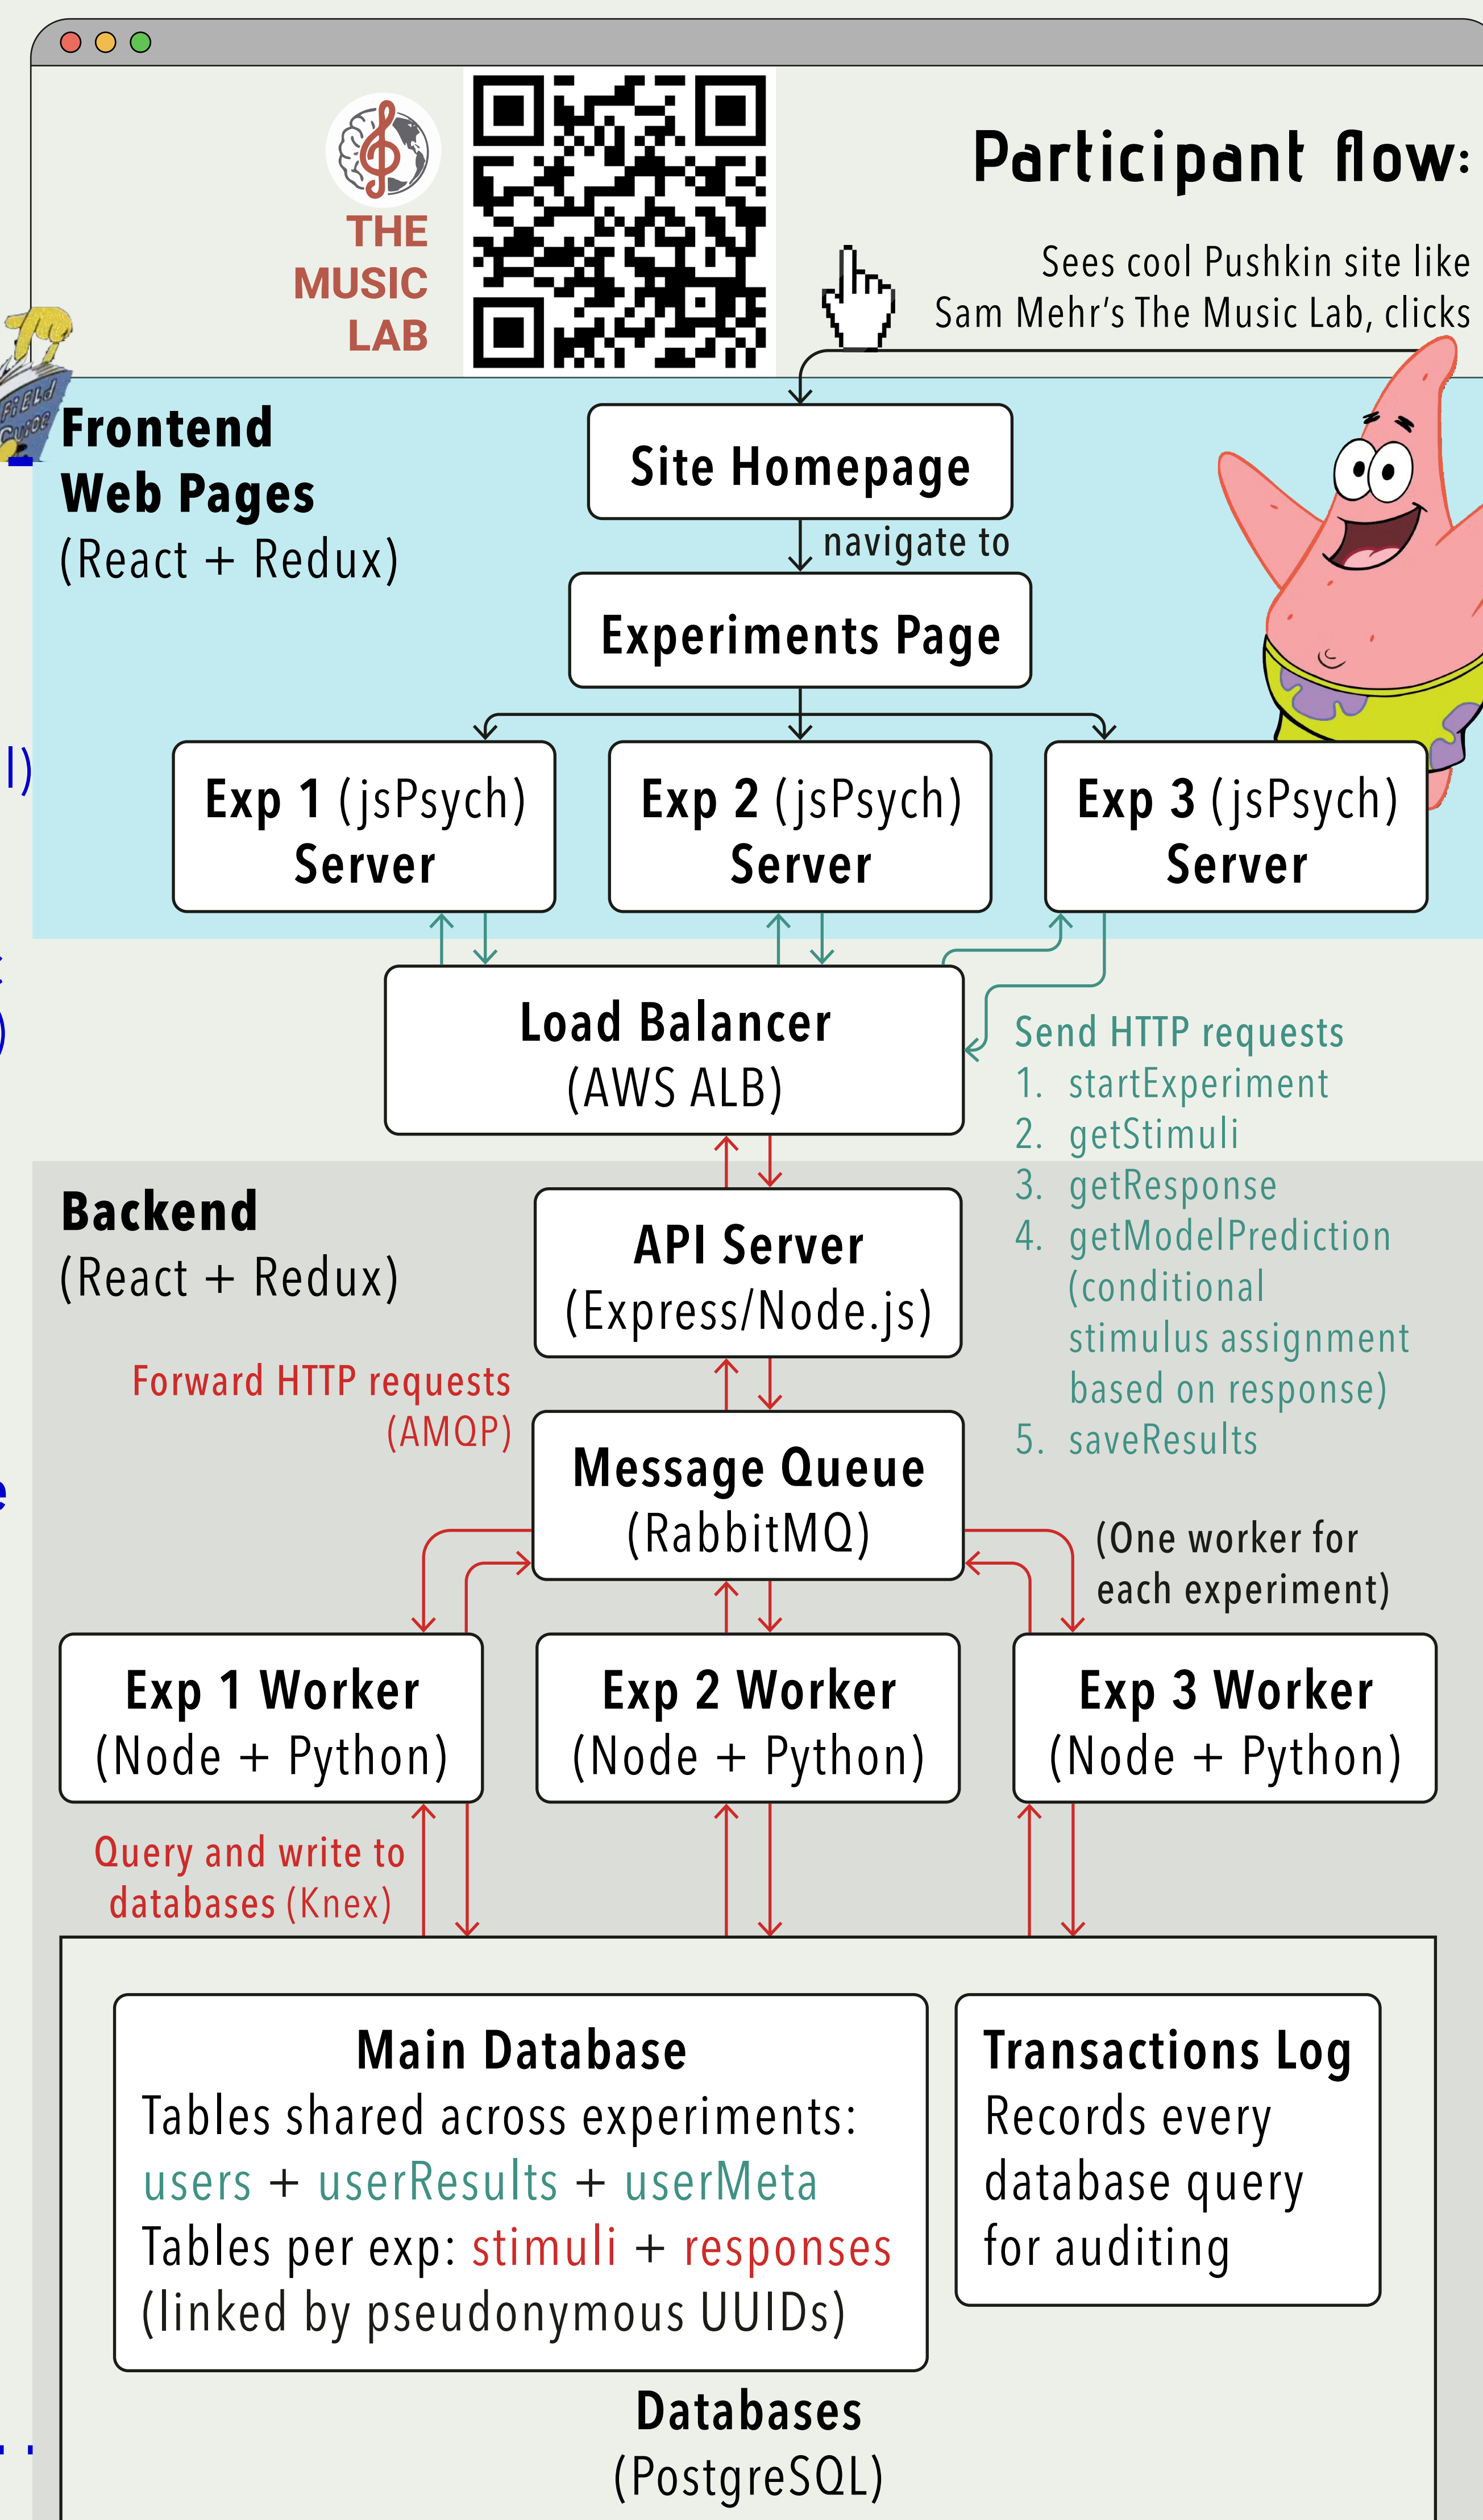 THE
MUSIC
LAB
Participant flow:
Sees cool Pushkin site like
Sam Mehr's The Music Lab, clicks
FiELd
GUiDE
Frontend
Web Pages
(React + Redux)
Site Homepage
navigate to
Experiments Page
l)
Exp 1 (jsPsych)
Server
Exp 2 (jsPsych)
Server
Exp 3 (jsPsych)
Server
)
Load Balancer
(AWS ALB)
Send HTTP requests
1. startExperiment
2. getStimuli
3. getResponse
4. getModelPrediction
(conditional
stimulus assignment
based on response)
5. saveResults
Backend
(React + Redux)
API Server
(Express/Node.js)
Forward HTTP requests
(AMQP)
e
Message Queue
(RabbitMQ)
(One worker for
each experiment)
Exp 1 Worker
(Node + Python)
Exp 2 Worker
(Node + Python)
Exp 3 Worker
(Node + Python)
Query and write to
databases (Knex)
Main Database
Tables shared across experiments:
users + userResults + userMeta
Tables per exp: stimuli + responses
(linked by pseudonymous UUIDs)
Transactions Log
Records every
database query
for auditing
Databases
(PostgreSQL)